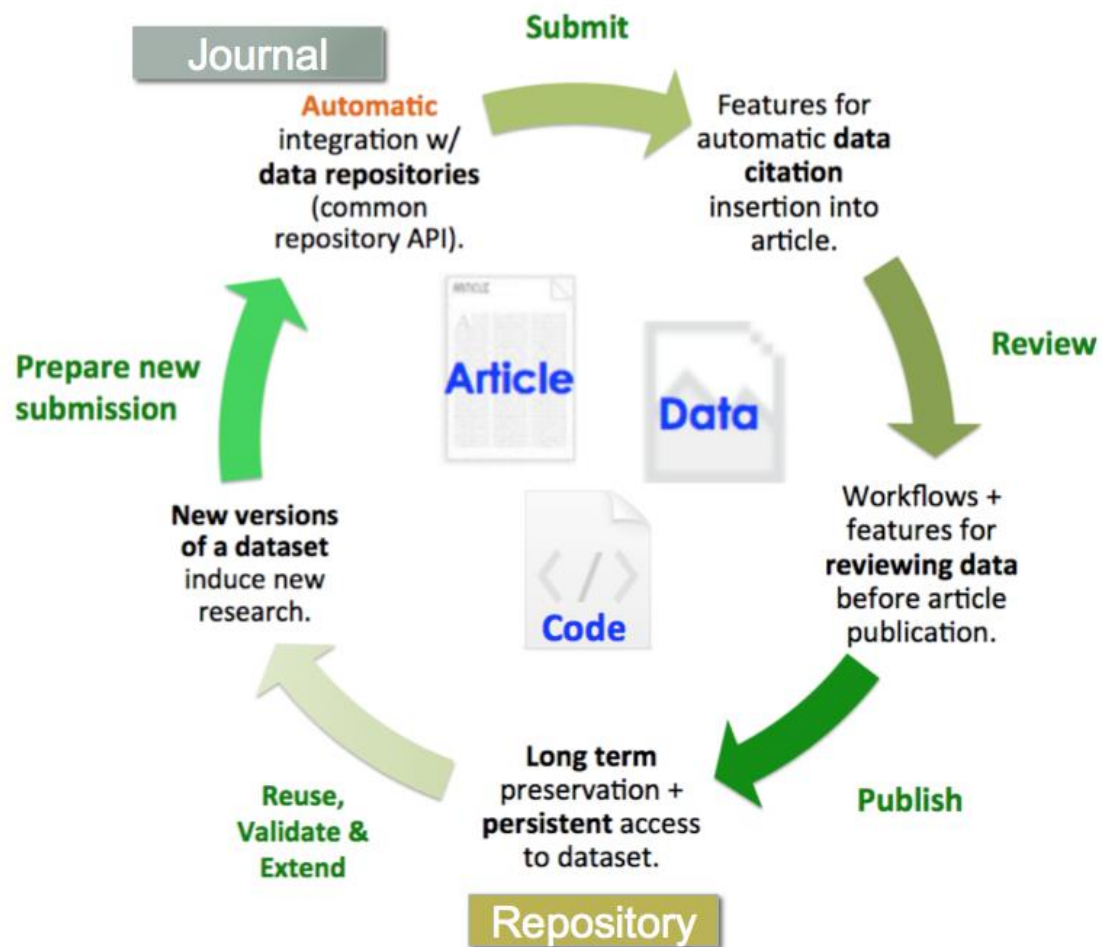 Journal
Submit
Automatic
integration w/
data repositories
(common
repository API).
Features for
automatic data
citation
insertion into
article.
Review
Workflows +
features for
reviewing data
before article
publication.
Publish
Long term
preservation +
persistent access
to dataset.
Repository
Reuse,
Validate &
Extend
New versions
of a dataset
induce new
research.
Prepare new
submission
ARTICLE
A
Article
Data
</>
Code